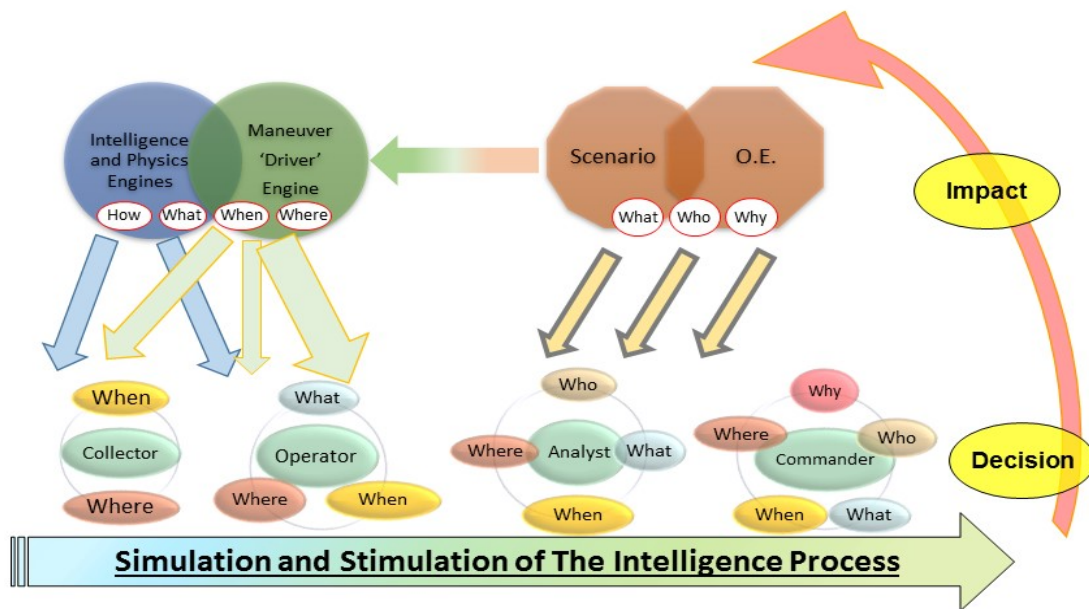 Intelligence
and Physics
Engines
Maneuver
‘Driver’
Engine
How
What
When
Where
Scenario
O.E.
What
Who
Why
Impact
When
Collector
Where
What
Operator
Where
When
Who
Where
Analyst
What
When
Why
Where
Who
Commander
When
What
Decision
Simulation and Stimulation of The Intelligence Process